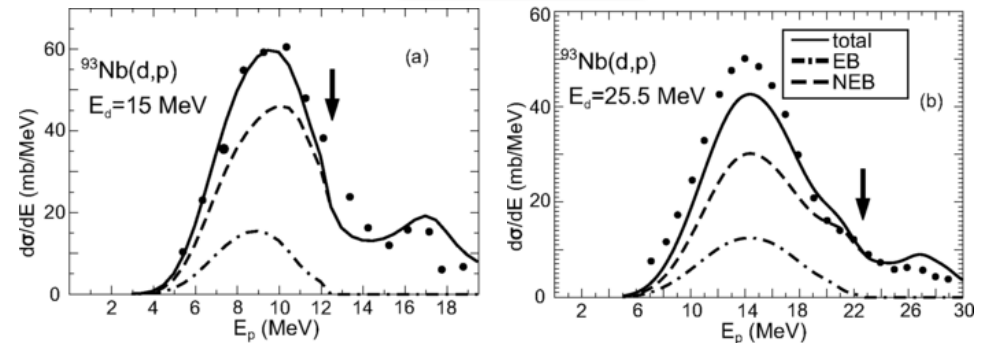 60
40
20
0
dσ/dE (mb/MeV)
⁹³Nb(d,p)
E_d=15 MeV
(a)
2 4 6 8 10 12 14 16 18
E_p (MeV)
60
40
20
0
dσ/dE (mb/MeV)
⁹³Nb(d,p)
E_d=25.5 MeV
total
EB
NEB
(b)
2 6 10 14 18 22 26 30
E_p (MeV)